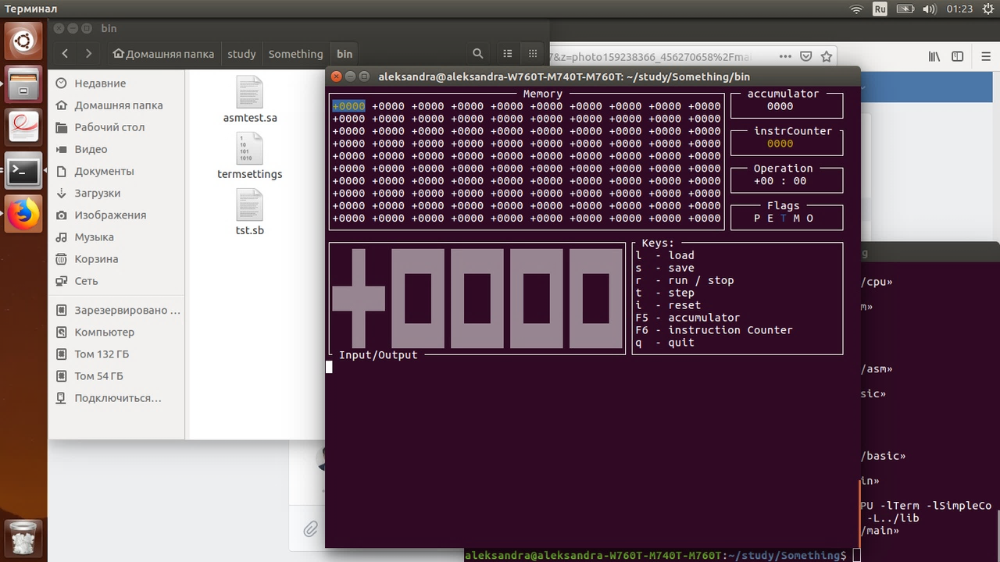 Терминал
Ru
01:23
bin
Домашняя папка
study
Something
bin
Недавние
Домашняя папка
Рабочий стол
Видео
Документы
Загрузки
Изображения
Музыка
Корзина
Сеть
Зарезервировано …
Компьютер
Том 132 ГБ
Том 54 ГБ
Подключиться…
asmtest.sa
1
10
101
1010
termsettings
tst.sb
7&z=photo159238366_456270658%2Fmai
aleksandra@aleksandra-W760T-M740T-M760T: ~/study/Something/bin
Memory
+0000 +0000 +0000 +0000 +0000 +0000 +0000 +0000 +0000 +0000
+0000 +0000 +0000 +0000 +0000 +0000 +0000 +0000 +0000 +0000
+0000 +0000 +0000 +0000 +0000 +0000 +0000 +0000 +0000 +0000
+0000 +0000 +0000 +0000 +0000 +0000 +0000 +0000 +0000 +0000
+0000 +0000 +0000 +0000 +0000 +0000 +0000 +0000 +0000 +0000
+0000 +0000 +0000 +0000 +0000 +0000 +0000 +0000 +0000 +0000
+0000 +0000 +0000 +0000 +0000 +0000 +0000 +0000 +0000 +0000
+0000 +0000 +0000 +0000 +0000 +0000 +0000 +0000 +0000 +0000
+0000 +0000 +0000 +0000 +0000 +0000 +0000 +0000 +0000 +0000
+0000 +0000 +0000 +0000 +0000 +0000 +0000 +0000 +0000 +0000
accumulator
0000
instrCounter
0000
Operation
+00 : 00
Flags
P E T M O
+0000
Keys:
l - load
s - save
r - run / stop
t - step
i - reset
F5 - accumulator
F6 - instruction Counter
q - quit
Input/Output
g
/cpu»
m»
/asm»
sic»
/basic»
in»
PU -lTerm -lSimpleCo
-L../lib
/main»
aleksandra@aleksandra-W760T-M740T-M760T:~/study/Something$